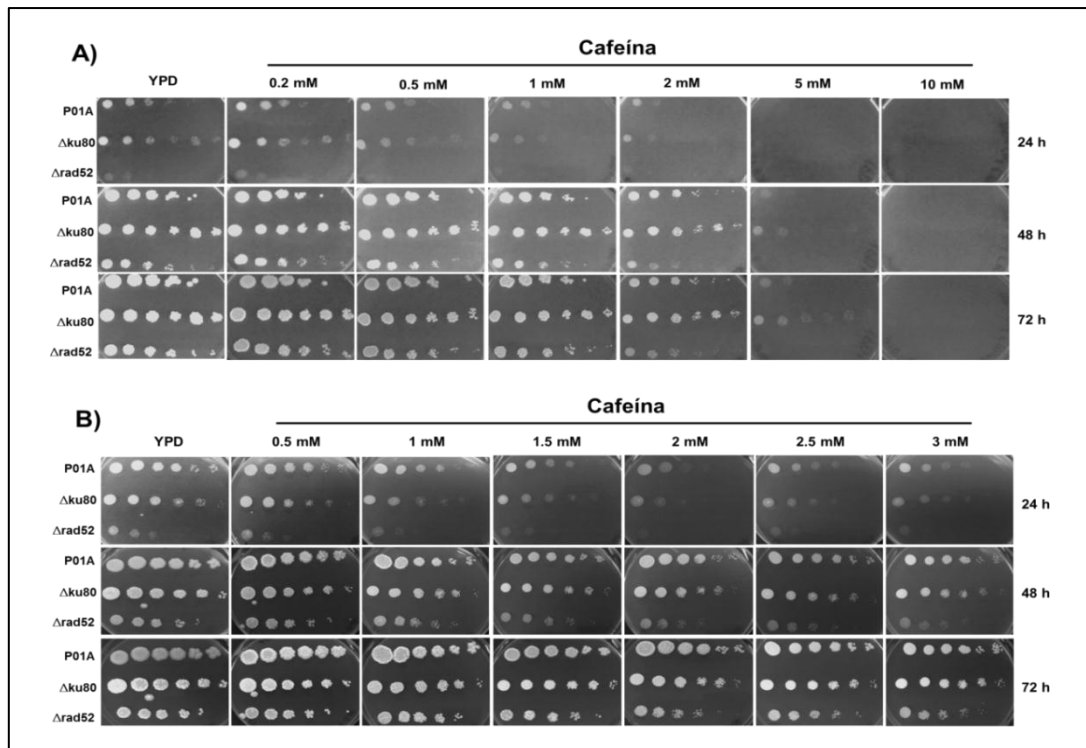 A)
Cafeína
YPD 0.2 mM 0.5 mM 1 mM 2 mM 5 mM 10 mM
P01A
Δku80 24 h
Δrad52
P01A
Δku80 48 h
Δrad52
P01A
Δku80 72 h
Δrad52
B)
Cafeína
YPD 0.5 mM 1 mM 1.5 mM 2 mM 2.5 mM 3 mM
P01A
Δku80 24 h
Δrad52
P01A
Δku80 48 h
Δrad52
P01A
Δku80 72 h
Δrad52